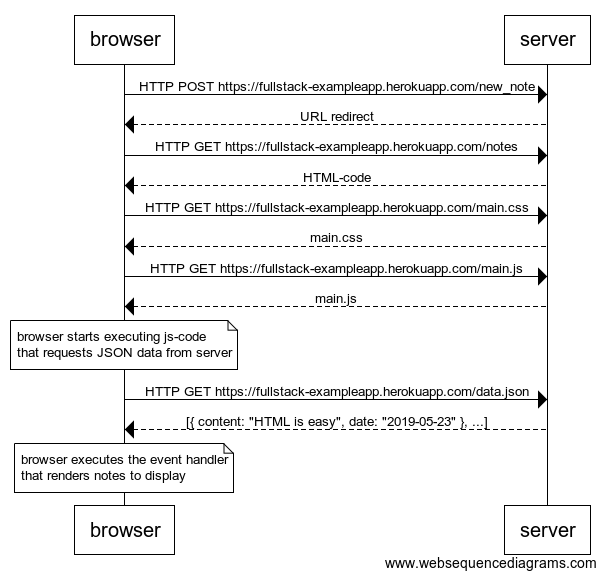 browser
server
HTTP POST https://fullstack-exampleapp.herokuapp.com/new_note
URL redirect
HTTP GET https://fullstack-exampleapp.herokuapp.com/notes
HTML-code
HTTP GET https://fullstack-exampleapp.herokuapp.com/main.css
main.css
HTTP GET https://fullstack-exampleapp.herokuapp.com/main.js
main.js
browser starts executing js-code
that requests JSON data from server
HTTP GET https://fullstack-exampleapp.herokuapp.com/data.json
[{ content: "HTML is easy", date: "2019-05-23" }, ...]
browser executes the event handler
that renders notes to display
browser
server
www.websequencediagrams.com